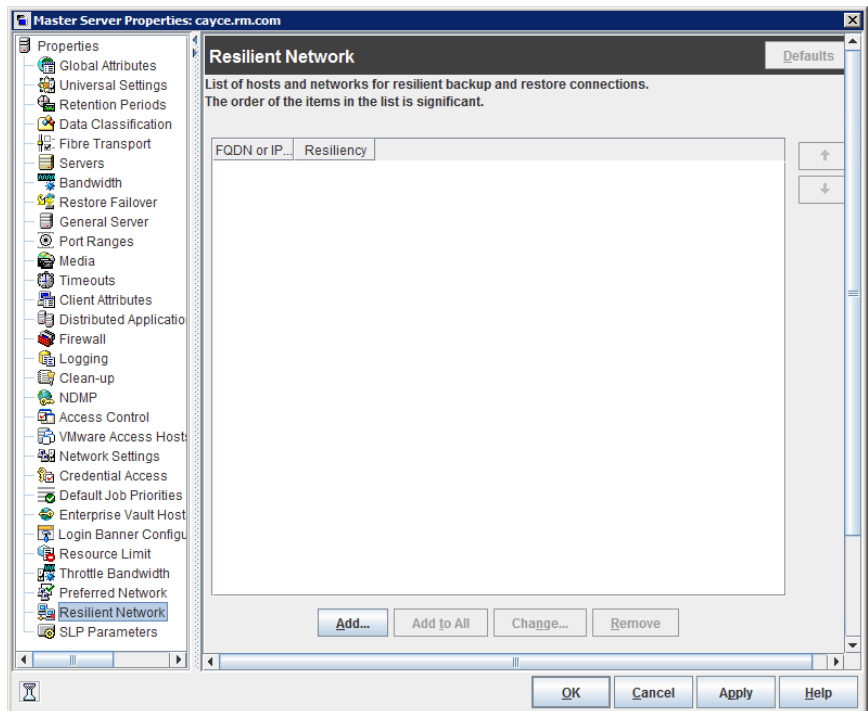 Master Server Properties: cayce.rm.com
Properties
Global Attributes
Universal Settings
Retention Periods
Data Classification
Fibre Transport
Servers
Bandwidth
Restore Failover
General Server
Port Ranges
Media
Timeouts
Client Attributes
Distributed Applicatio
Firewall
Logging
Clean-up
NDMP
Access Control
VMware Access Host
Network Settings
Credential Access
Default Job Priorities
Enterprise Vault Host
Login Banner Configu
Resource Limit
Throttle Bandwidth
Preferred Network
Resilient Network
SLP Parameters
Resilient Network
Defaults
List of hosts and networks for resilient backup and restore connections.
The order of the items in the list is significant.
FQDN or IP... Resiliency
Add... Add to All Change... Remove
OK Cancel Apply Help